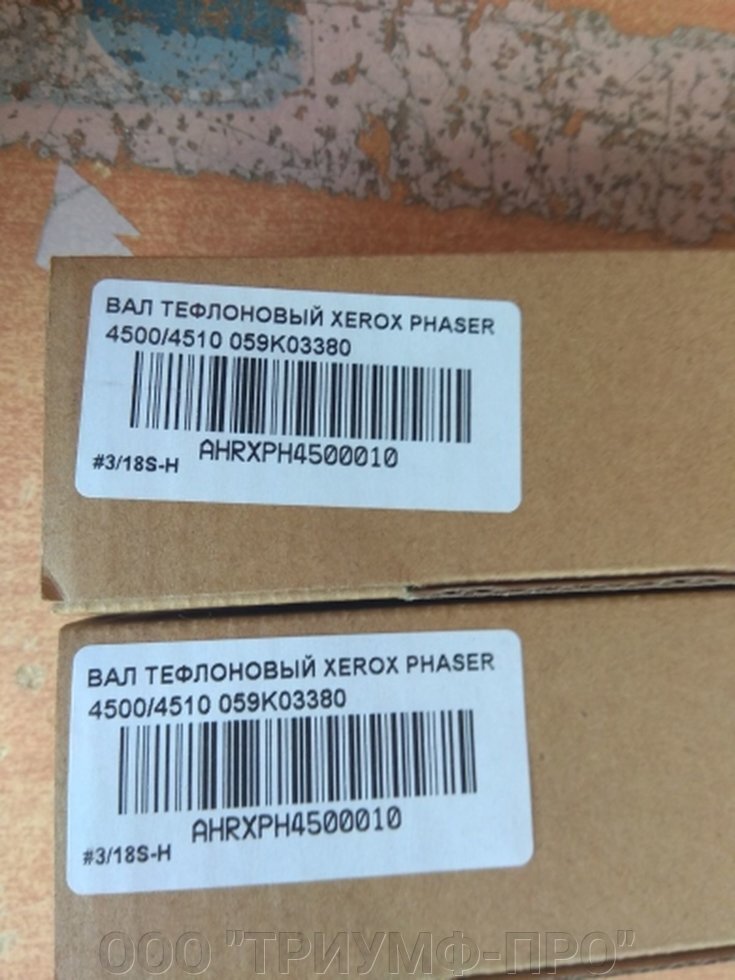 ВАЛ ТЕФЛОНОВЫЙ XEROX PHASER
4500/4510 059K03380
AHRXPH4500010
#3/18S-H
ВАЛ ТЕФЛОНОВЫЙ XEROX PHASER
4500/4510 059K03380
AHRXPH4500010
#3/18S-H
ООО "ТРИУМФ-ПРО"